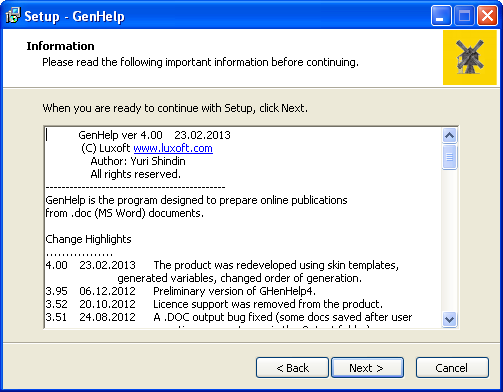 Setup - GenHelp
Information
Please read the following important information before continuing.
When you are ready to continue with Setup, click Next.
GenHelp ver 4.00 23.02.2013
(C) Luxoft www.luxoft.com
Author: Yuri Shindin
All rights reserved.
---------------------------------------------
GenHelp is the program designed to prepare online publications
from .doc (MS Word) documents.
Change Highlights
.................
4.00 23.02.2013 The product was redeveloped using skin templates,
generated variables, changed order of generation.
3.95 06.12.2012 Preliminary version of GHenHelp4.
3.52 20.10.2012 Licence support was removed from the product.
3.51 24.08.2012 A .DOC output bug fixed (some docs saved after user
< Back
Next >
Cancel